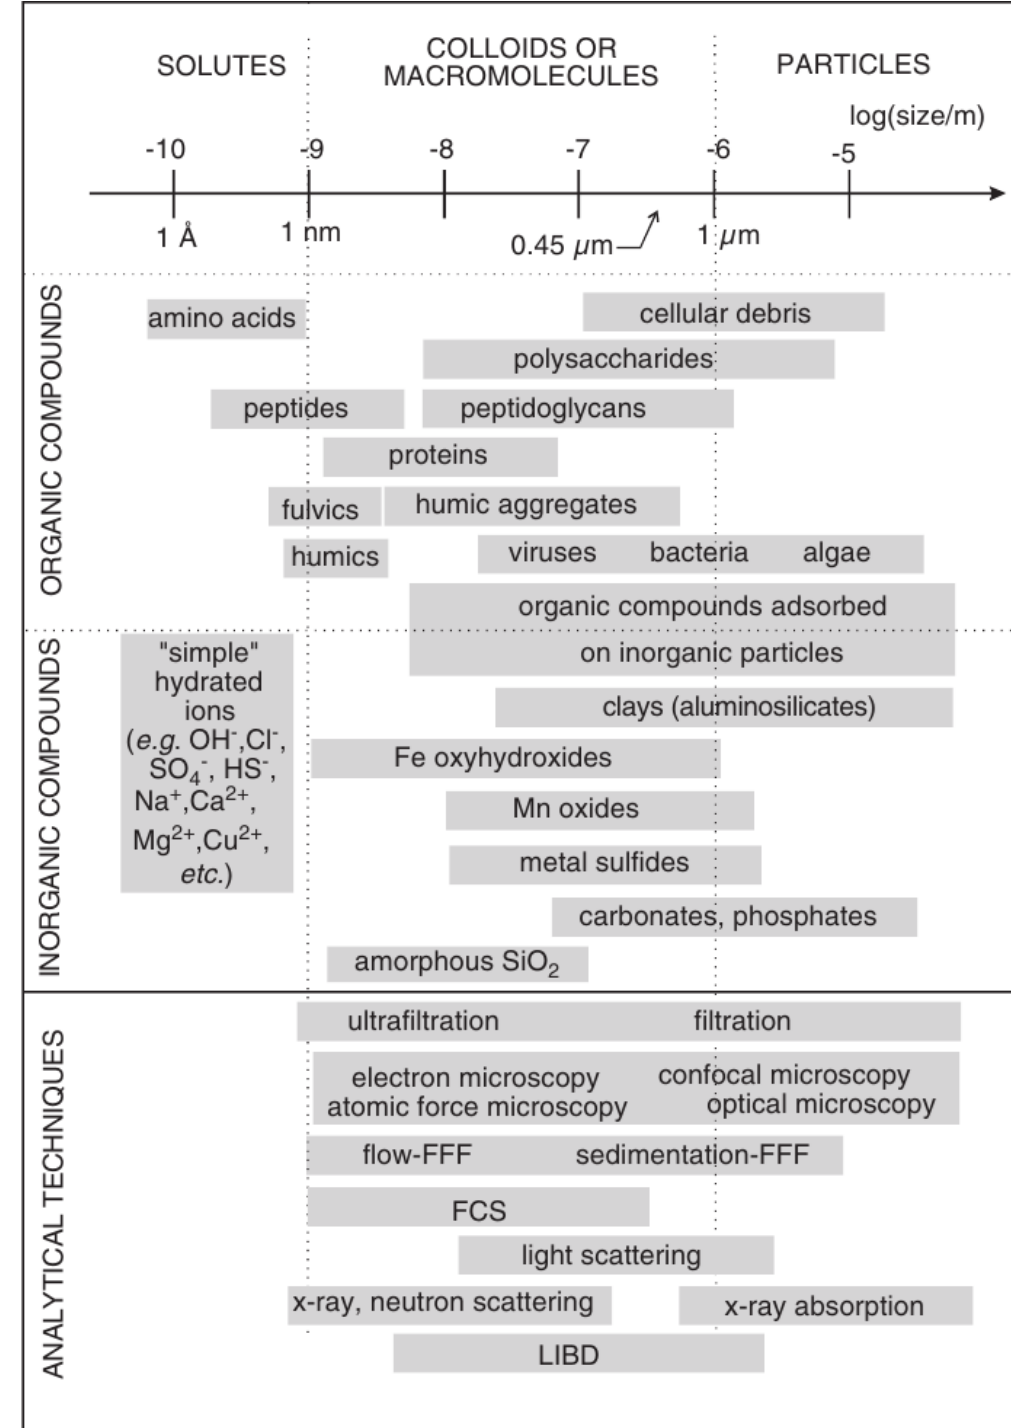 SOLUTES
COLLOIDS OR
MACROMOLECULES
PARTICLES
log(size/m)
-10
-9
-8
-7
-6
-5
1 Å
1 nm
0.45 µm
1 µm
ORGANIC COMPOUNDS
amino acids
cellular debris
polysaccharides
peptides
peptidoglycans
proteins
fulvics
humic aggregates
humics
viruses
bacteria
algae
organic compounds adsorbed
on inorganic particles
INORGANIC COMPOUNDS
"simple"
hydrated
ions
(e.g. OH⁻,Cl⁻,
SO₄⁻, HS⁻,
Na⁺,Ca²⁺,
Mg²⁺,Cu²⁺,
etc.)
clays (aluminosilicates)
Fe oxyhydroxides
Mn oxides
metal sulfides
carbonates, phosphates
amorphous SiO₂
ANALYTICAL TECHNIQUES
ultrafiltration
filtration
electron microscopy
atomic force microscopy
confocal microscopy
optical microscopy
flow-FFF
sedimentation-FFF
FCS
light scattering
x-ray, neutron scattering
x-ray absorption
LIBD